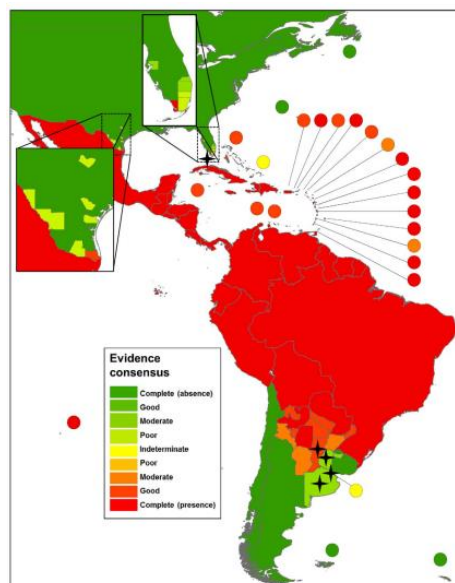 Evidence
consensus
Complete (absence)
Good
Moderate
Poor
Indeterminate
Poor
Moderate
Good
Complete (presence)